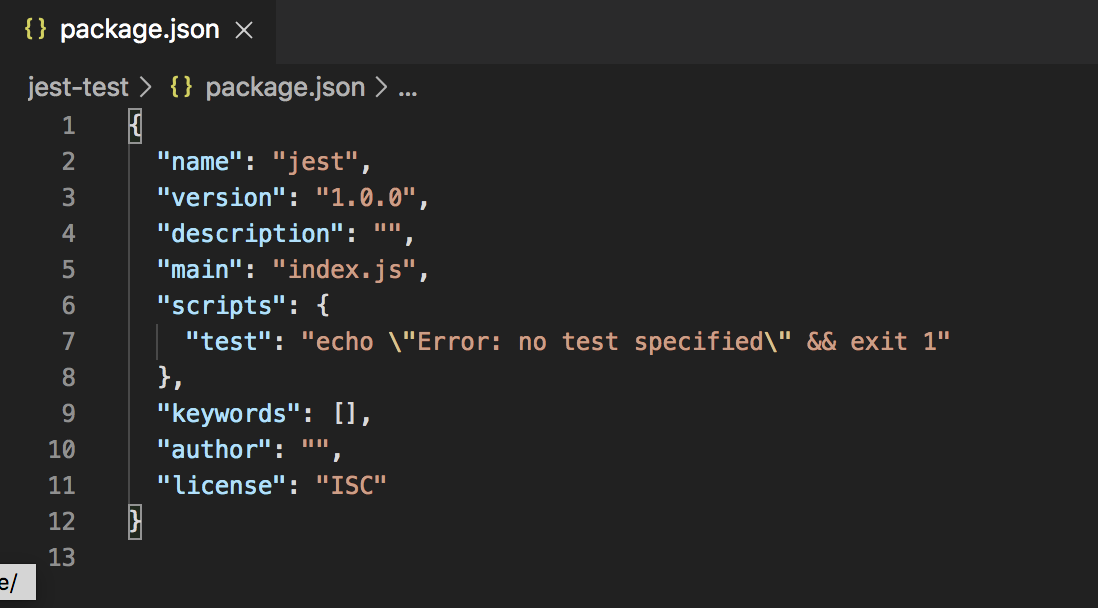 {} package.json ×
jest-test > {} package.json > ...
1 {
2 "name": "jest",
3 "version": "1.0.0",
4 "description": "",
5 "main": "index.js",
6 "scripts": {
7 "test": "echo \"Error: no test specified\" && exit 1"
8 },
9 "keywords": [],
10 "author": "",
11 "license": "ISC"
12 }
13
e/